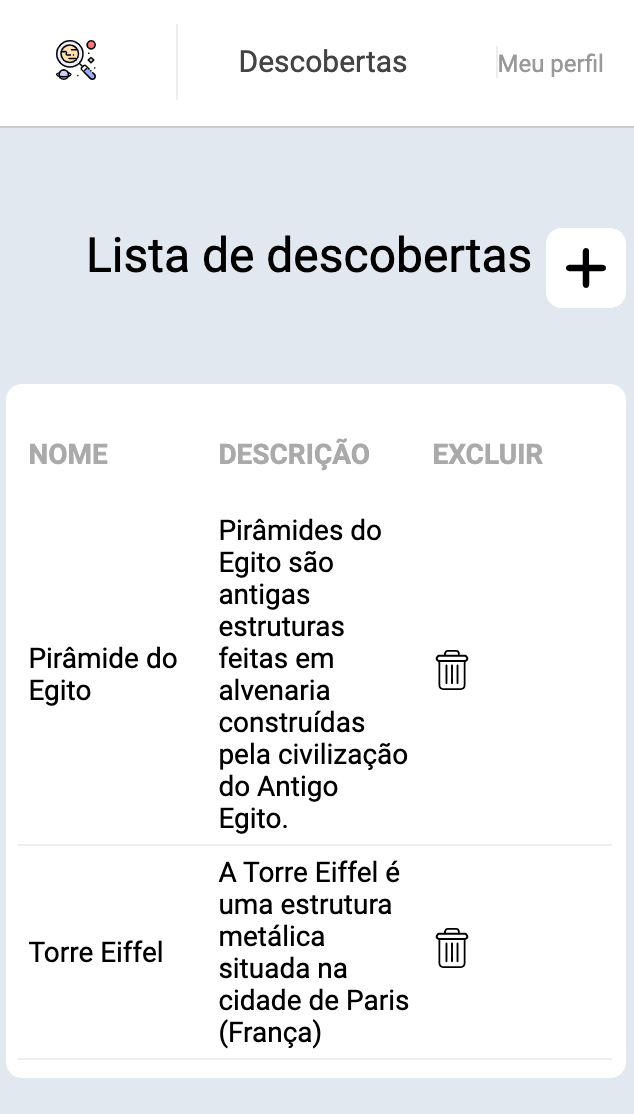 Descobertas
Meu perfil
Lista de descobertas
NOME
DESCRIÇÃO
EXCLUIR
Pirâmide do
Egito
Pirâmides do
Egito são
antigas
estruturas
feitas em
alvenaria
construídas
pela civilização
do Antigo
Egito.
Torre Eiffel
A Torre Eiffel é
uma estrutura
metálica
situada na
cidade de Paris
(França)